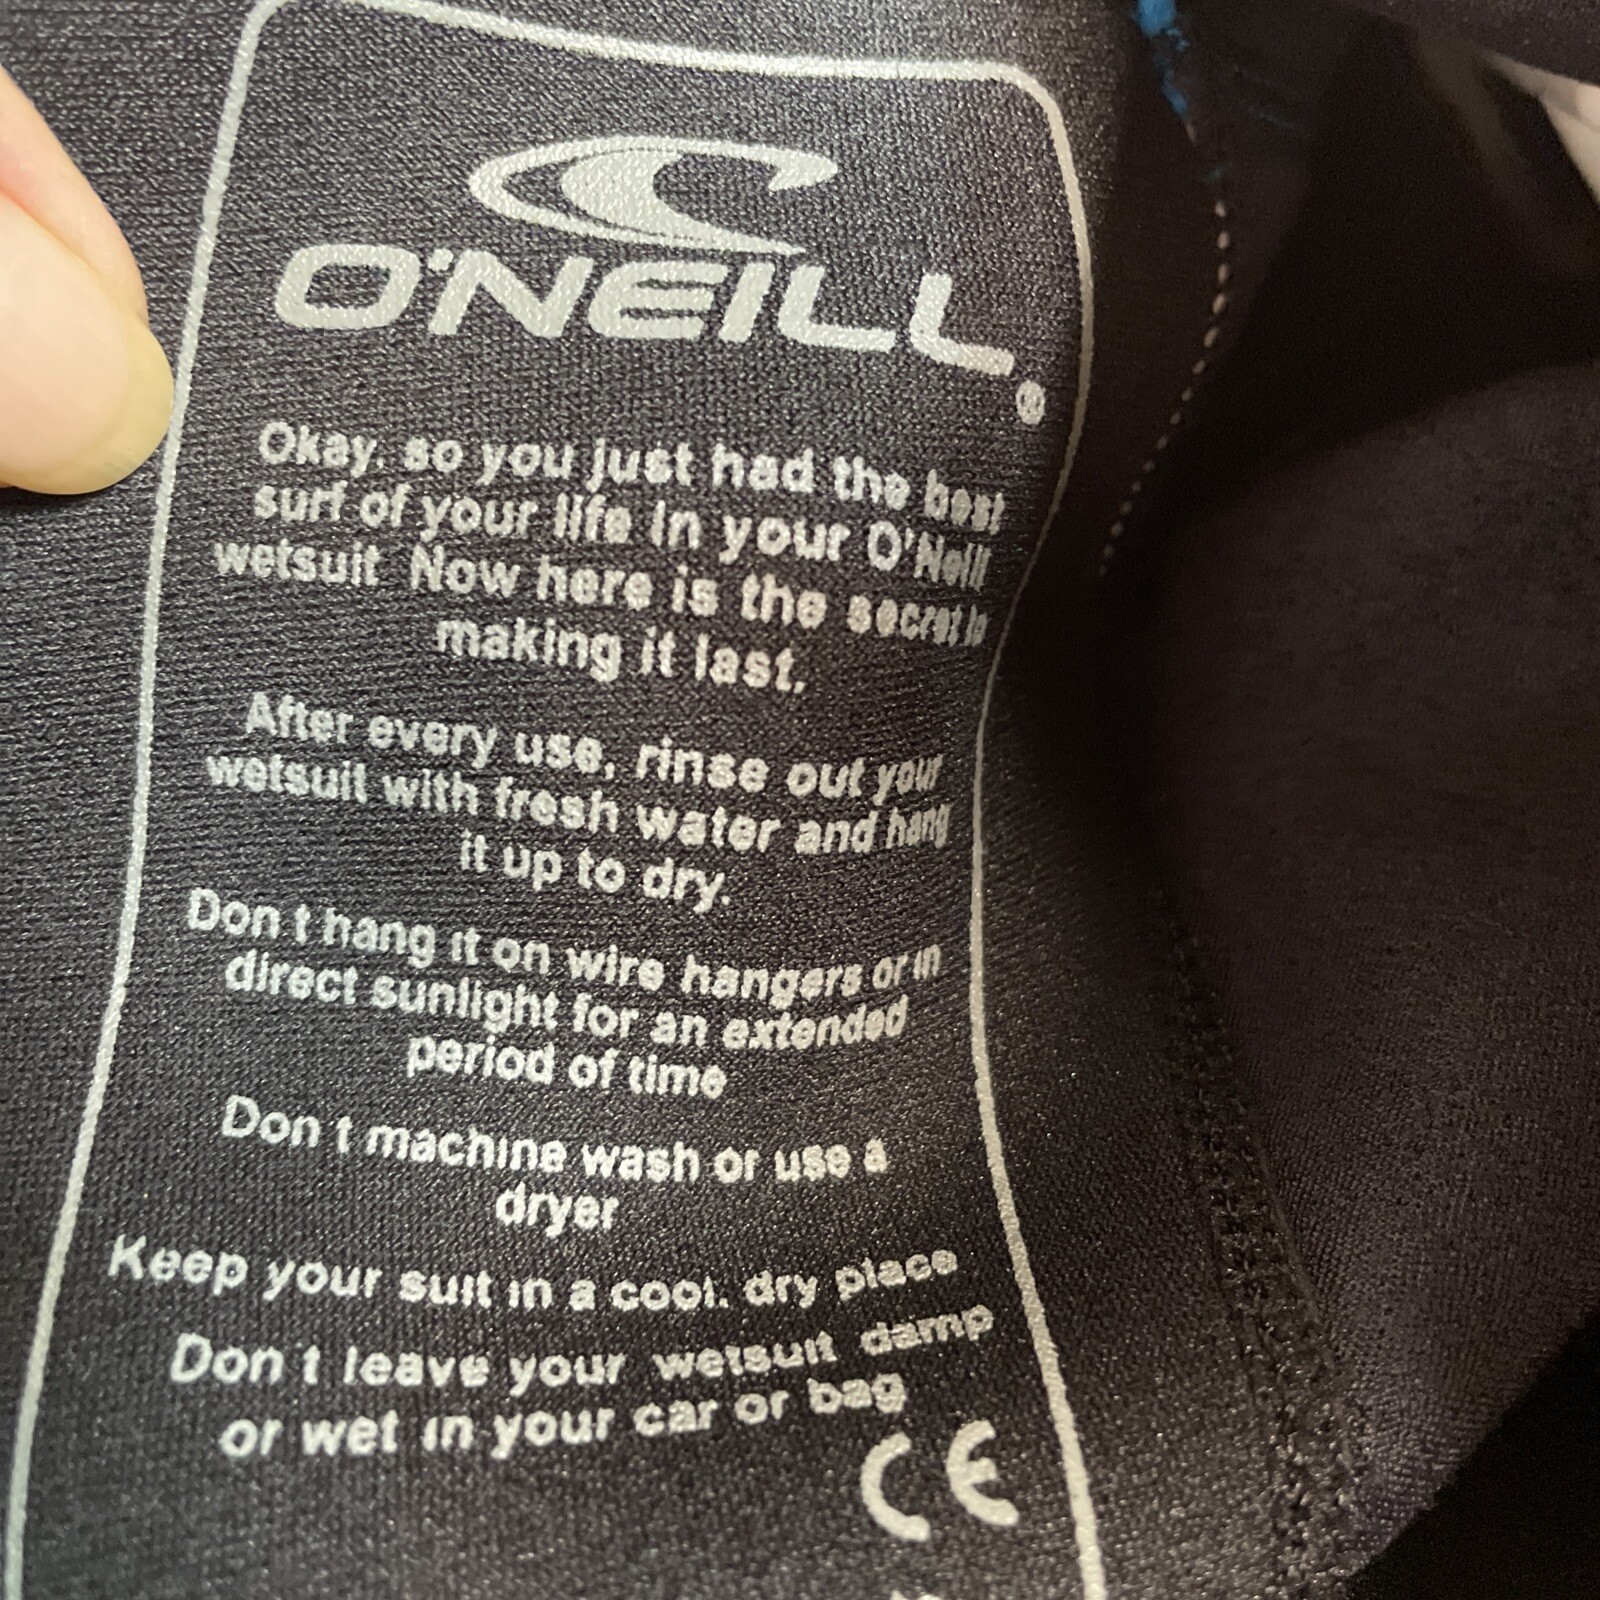 O'NEILL®
Okay, so you just had the best
surf of your life in your O'Neill
wetsuit Now here is the secret to
making it last.
After every use, rinse out your
wetsuit with fresh water and hang
it up to dry.
Don t hang it on wire hangers or in
direct sunlight for an extended
period of time
Don t machine wash or use a
dryer
Keep your suit in a cool, dry place
Don t leave your wetsuit damp
or wet in your car or bag
CE